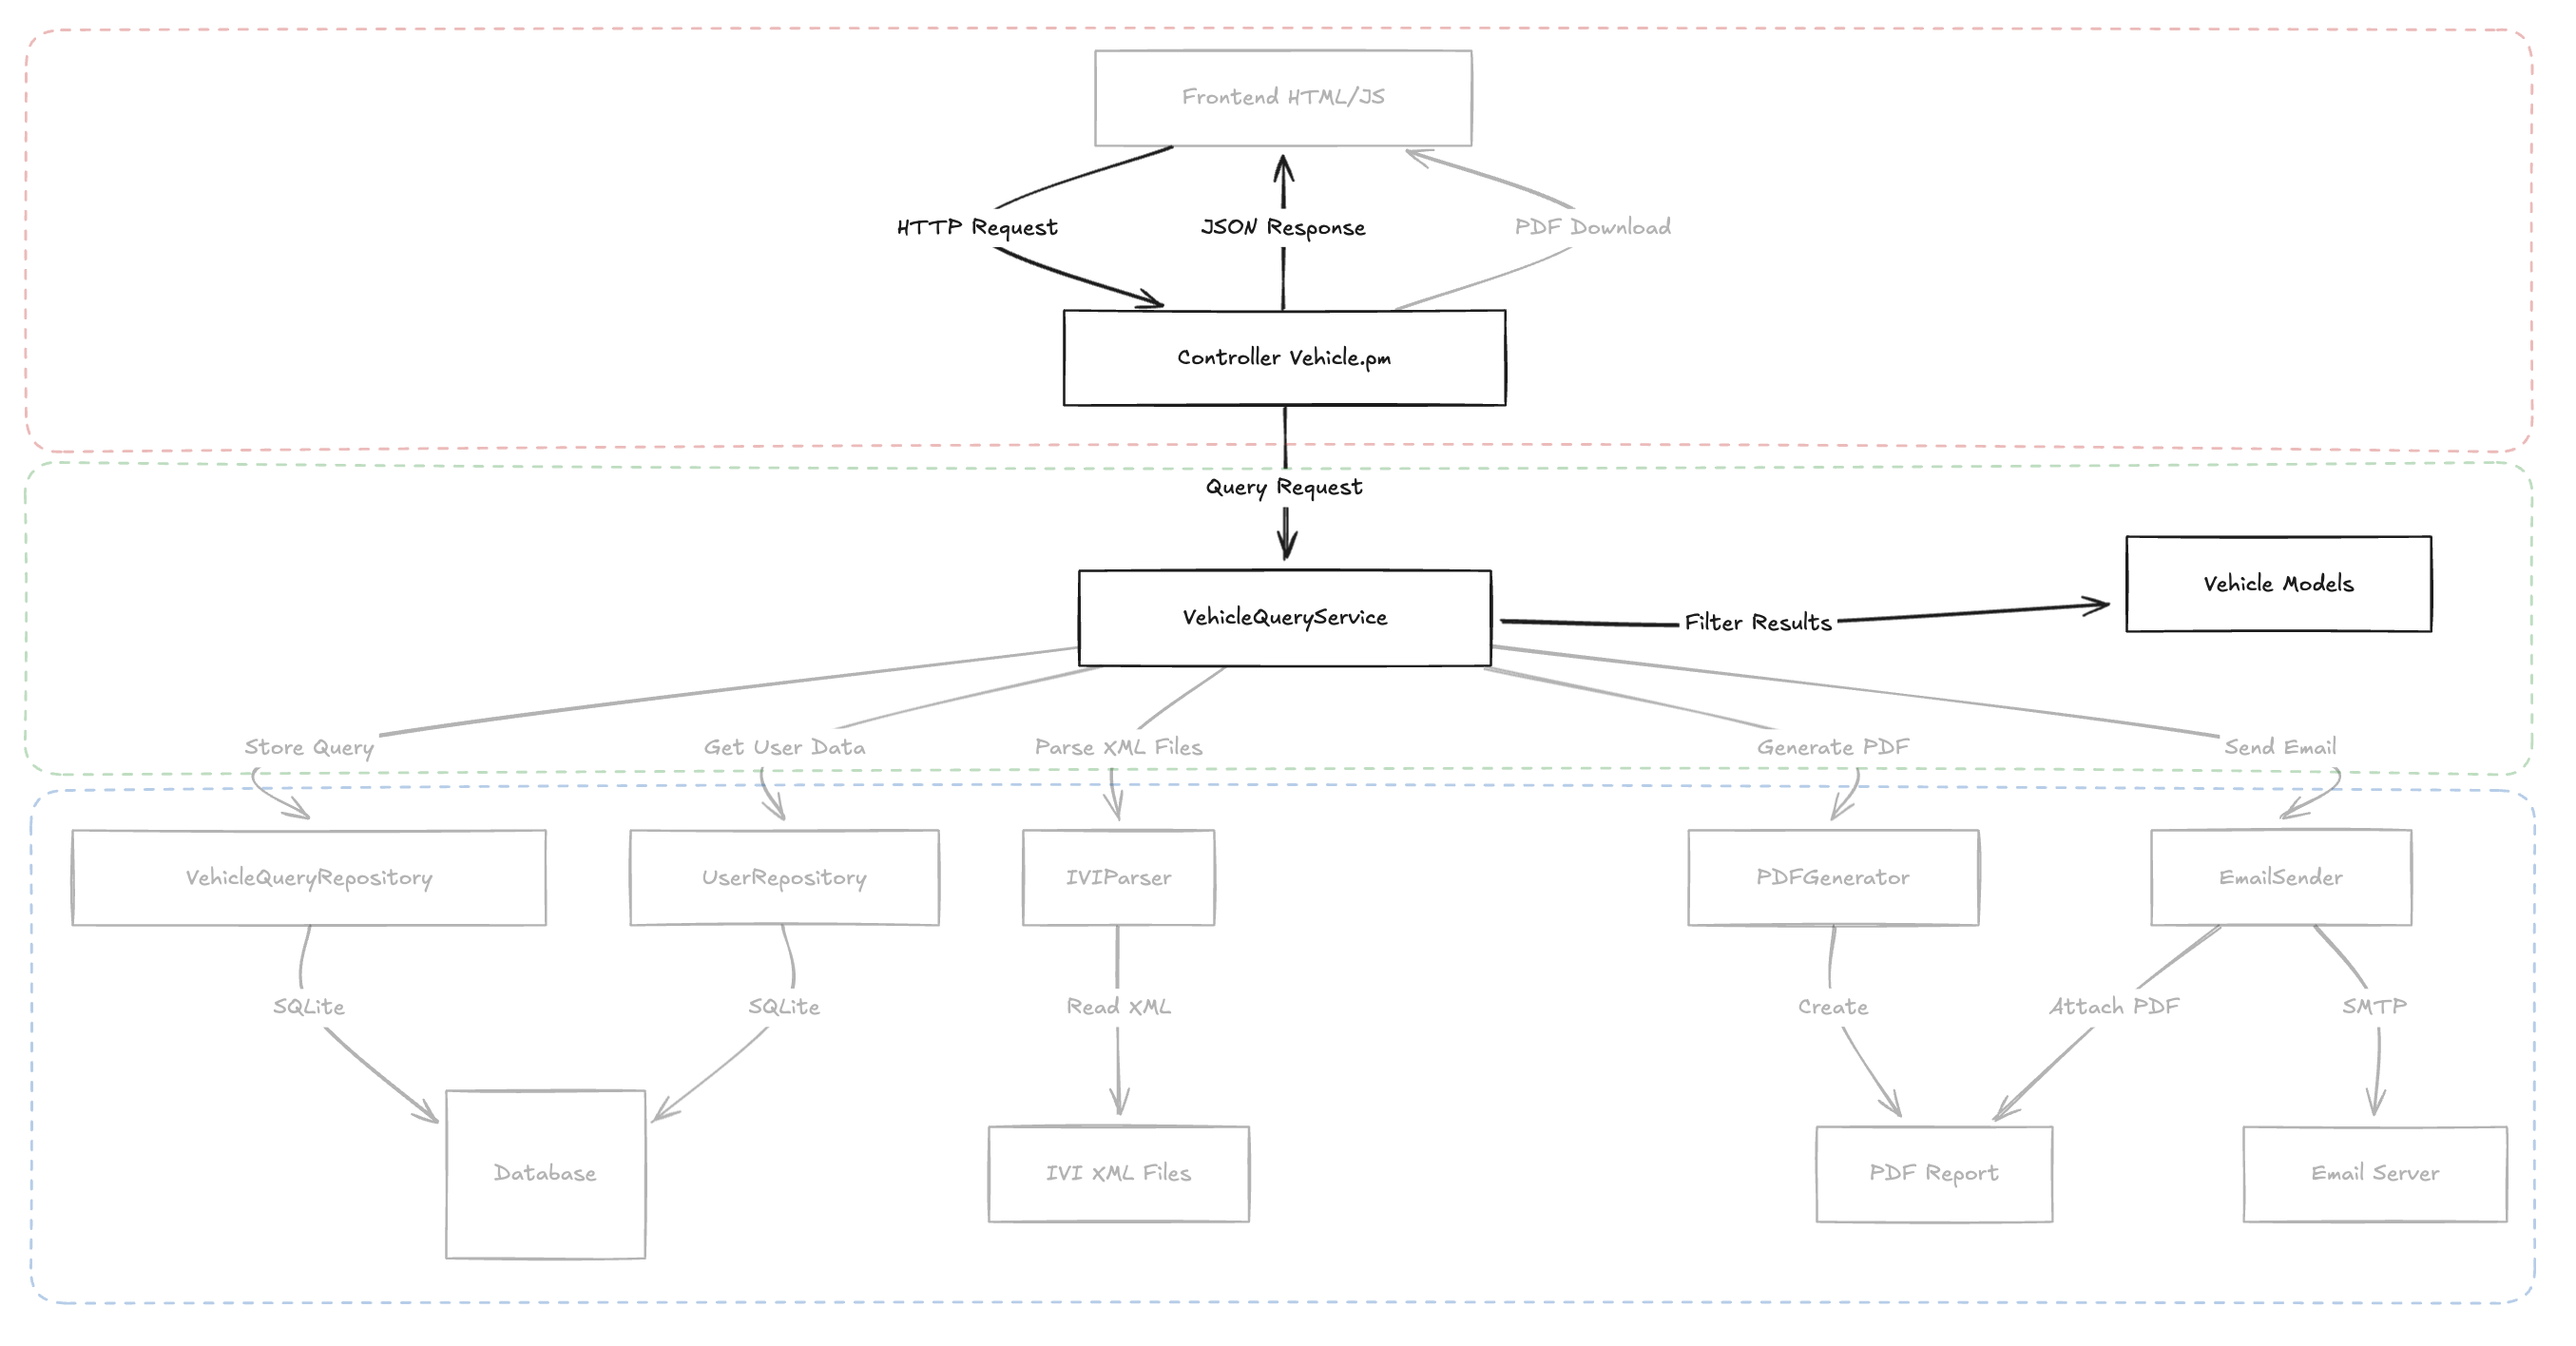 Frontend HTML/JS
HTTP Request
JSON Response
PDF Download
Controller Vehicle.pm
Query Request
Vehicle Models
VehicleQueryService
Filter Results
Store Query
Get User Data
Parse XML Files
Generate PDF
Send Email
VehicleQueryRepository
UserRepository
IVIParser
PDFGenerator
EmailSender
SQLite
SQLite
Read XML
Create
Attach PDF
SMTP
Database
IVI XML Files
PDF Report
Email Server